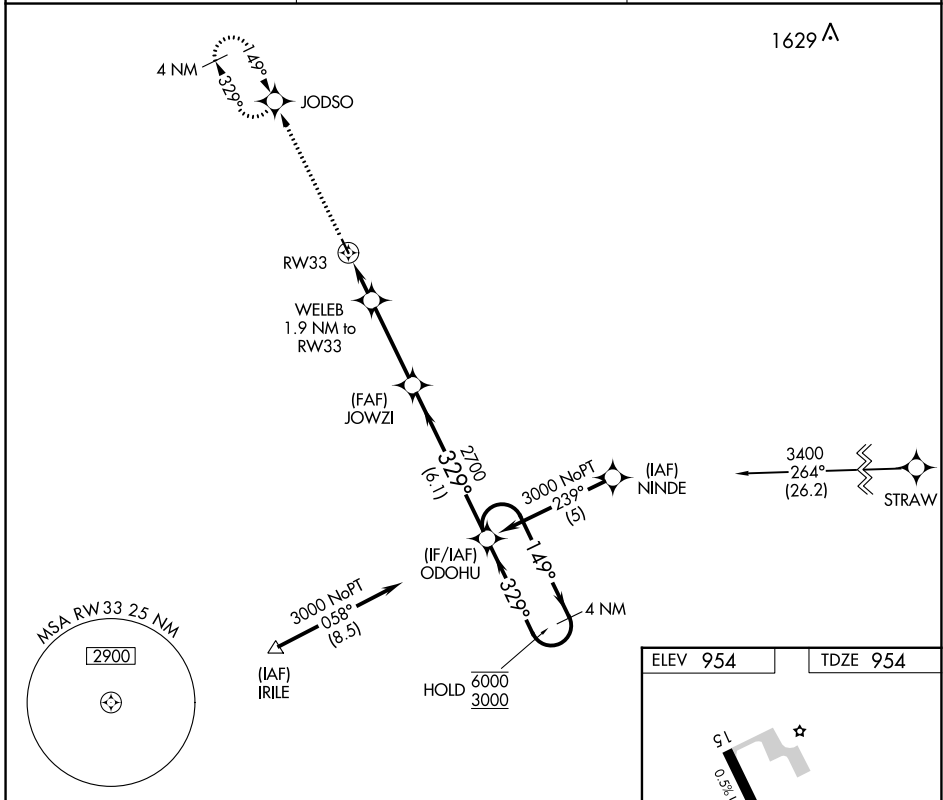 1629
4 NM
149°
329°
JODSO
RW33
WELEB
1.9 NM to
RW33
(FAF)
JOWZI
2700
329°
(6.1)
3000 NoPT
239°
(5)
(IAF)
NINDE
3400
264°
(26.2)
STRAW
(IF/IAF)
ODOHU
149°
329°
4 NM
3000 NoPT
058°
(8.5)
(IAF)
IRILE
HOLD
6000
3000
MSA RW33 25 NM
2900
ELEV 954
TDZE 954
15
0.5%